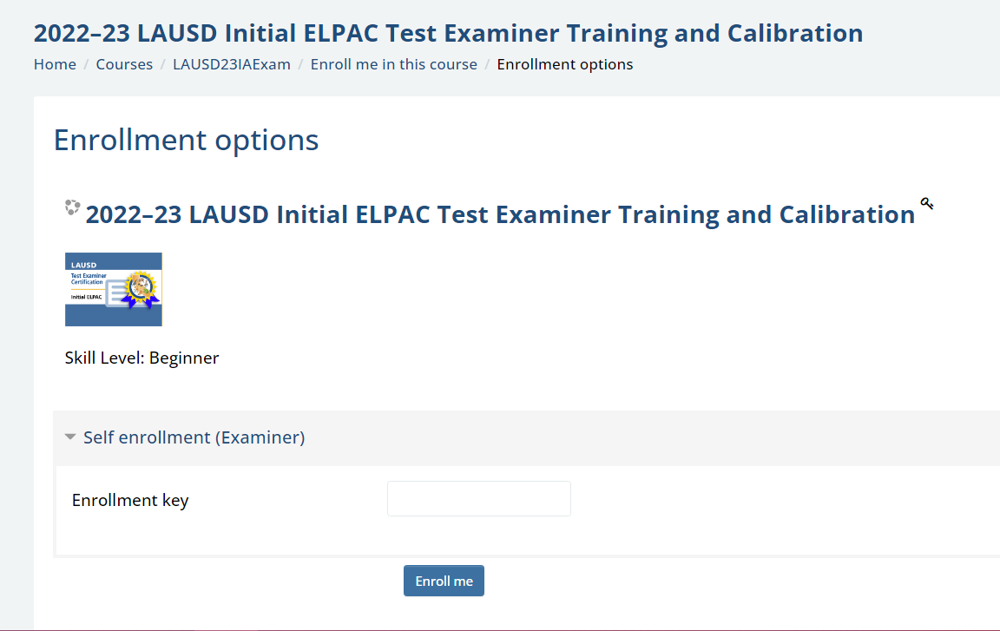 2022–23 LAUSD Initial ELPAC Test Examiner Training and Calibration
Home / Courses / LAUSD23IAExam / Enroll me in this course / Enrollment options
Enrollment options
2022–23 LAUSD Initial ELPAC Test Examiner Training and Calibration
LAUSD
Test Examiner
Certification
Initial ELPAC
Skill Level: Beginner
Self enrollment (Examiner)
Enrollment key
Enroll me